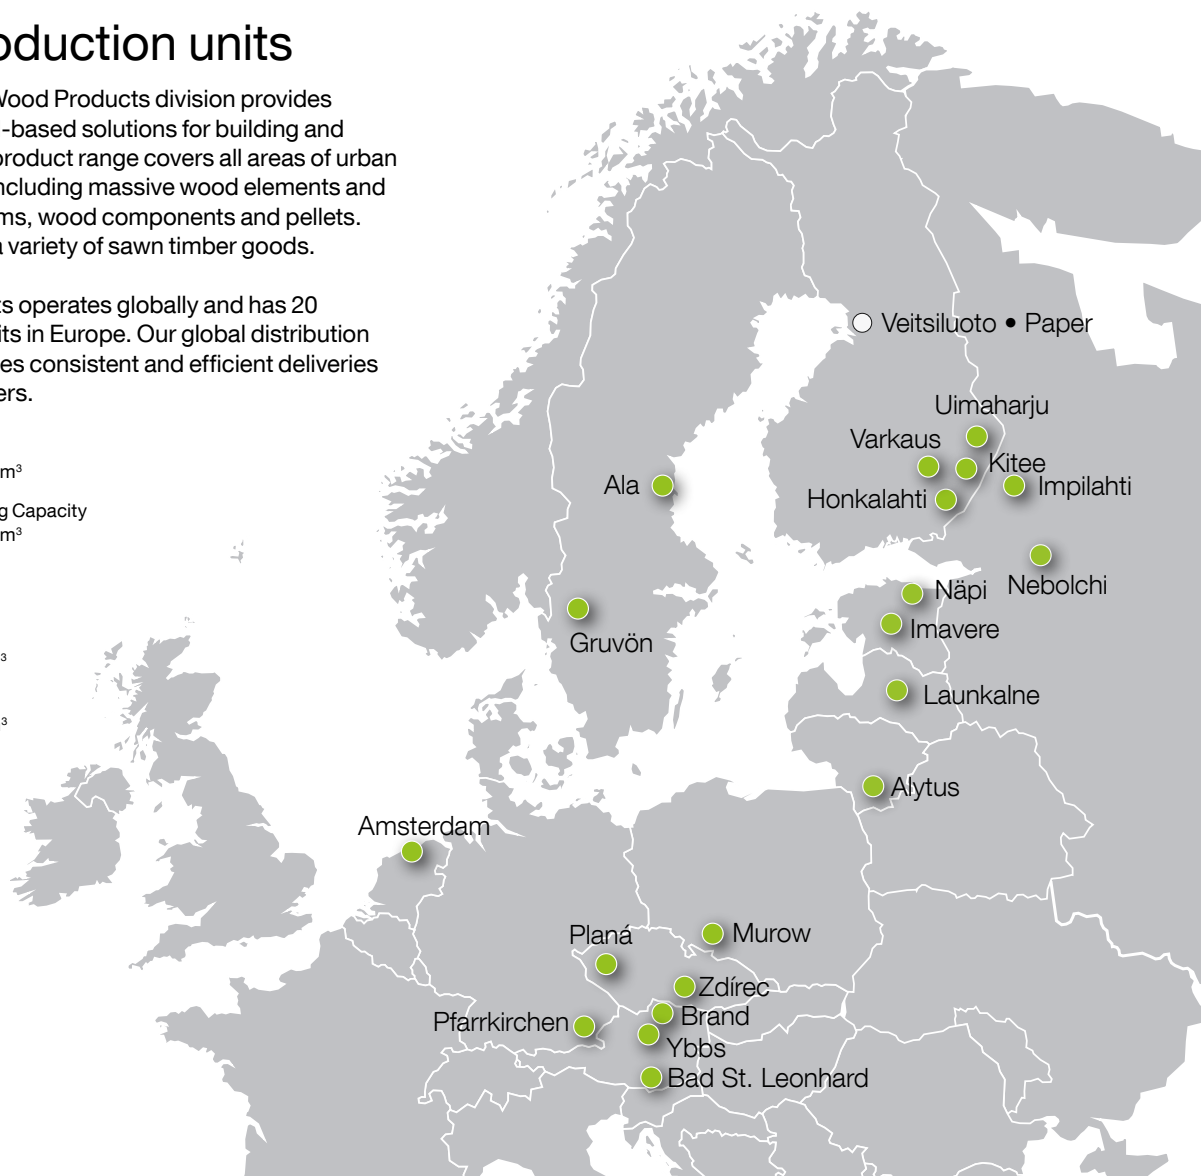 oduction units
Wood Products division provides
-based solutions for building and
product range covers all areas of urban
ncluding massive wood elements and
ms, wood components and pellets.
a variety of sawn timber goods.
ts operates globally and has 20
its in Europe. Our global distribution
es consistent and efficient deliveries
ers.
m³
g Capacity
m³
³
³
Veitsiluoto • Paper
Uimaharju
Varkaus
Kitee
Ala
Impilahti
Honkalahti
Nebolchi
Näpi
Imavere
Gruvön
Launkalne
Alytus
Amsterdam
Planá
Murow
Zdírec
Brand
Pfarrkirchen
Ybbs
Bad St. Leonhard